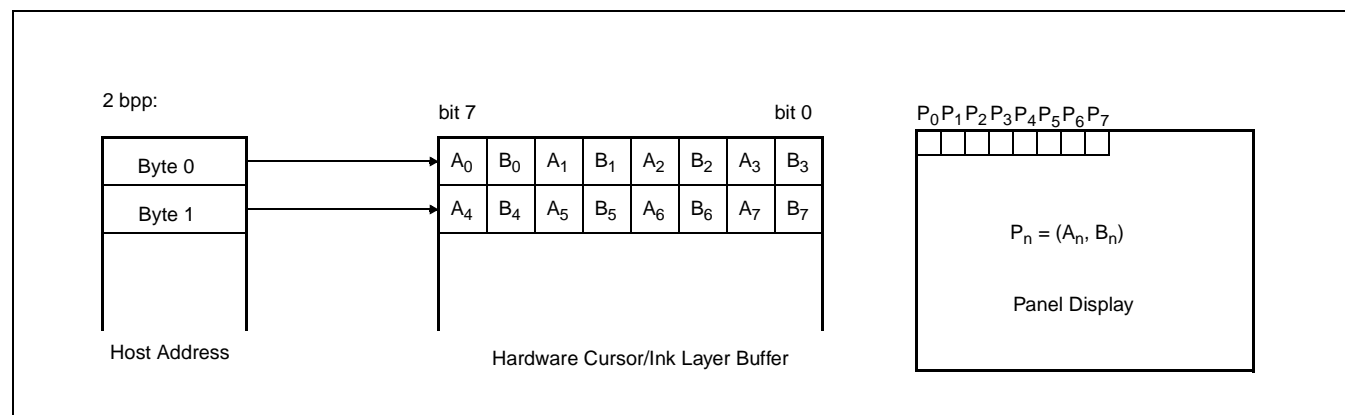 2 bpp:
bit 7 bit 0
P₀ P₁ P₂ P₃ P₄ P₅ P₆ P₇
Byte 0 A₀ B₀ A₁ B₁ A₂ B₂ A₃ B₃
Byte 1 A₄ B₄ A₅ B₅ A₆ B₆ A₇ B₇
Pₙ = (Aₙ, Bₙ)
Panel Display
Host Address
Hardware Cursor/Ink Layer Buffer